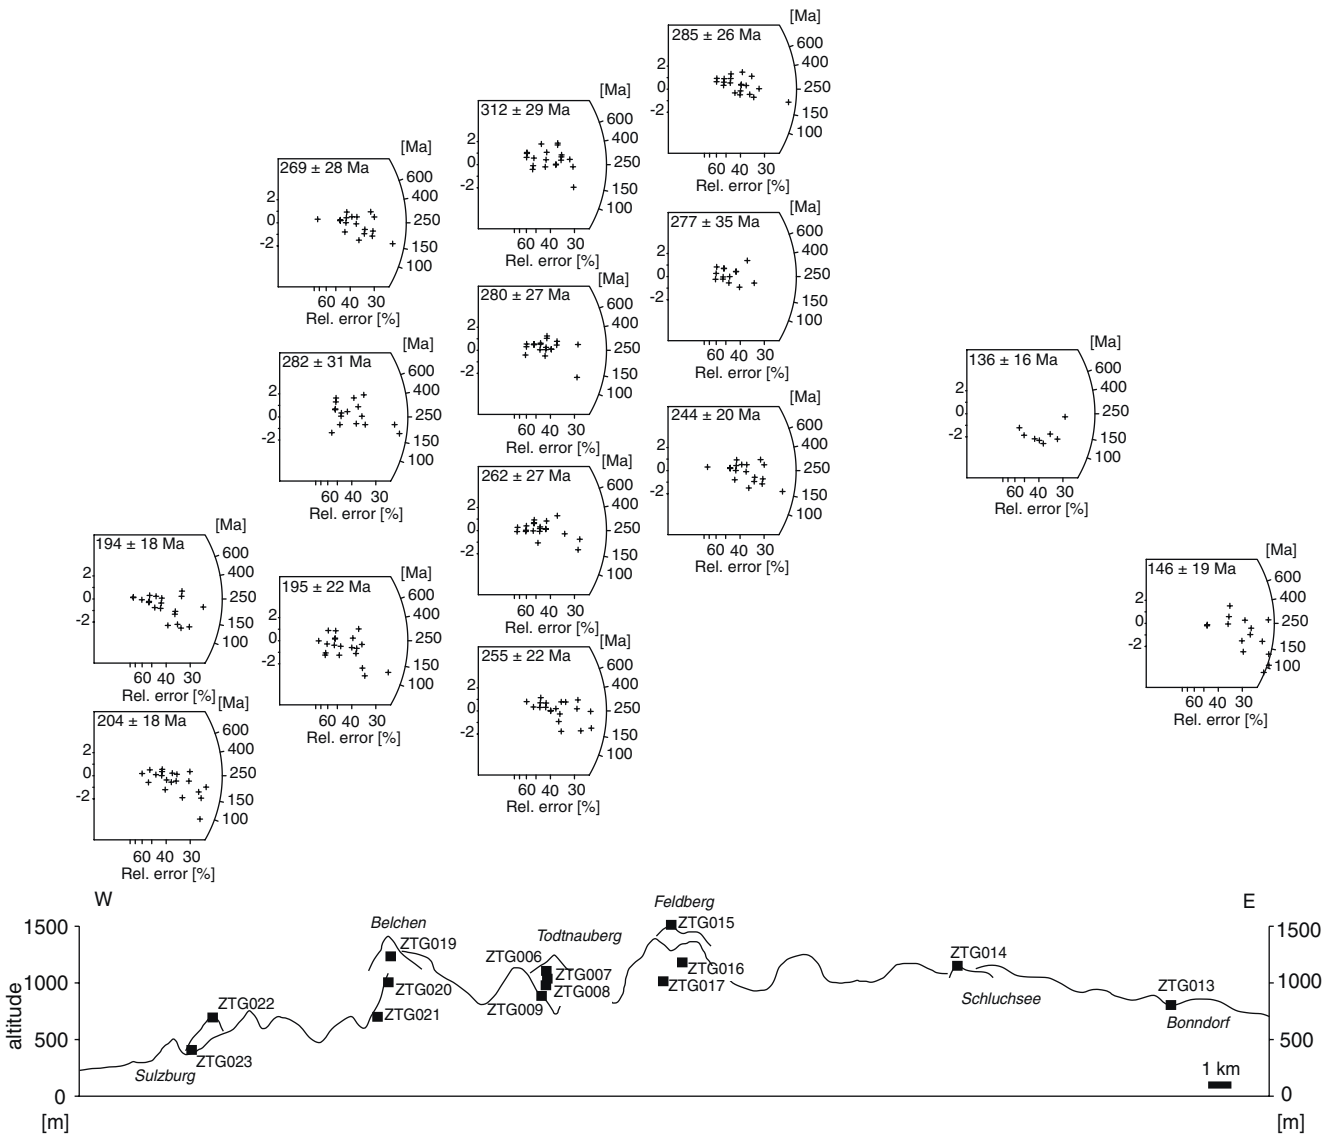 [Ma]
285 ± 26 Ma
600
400
2
0
-2
250
150
100
60 40 30
Rel. error [%]
[Ma]
312 ± 29 Ma
600
400
2
0
-2
250
150
100
60 40 30
Rel. error [%]
[Ma]
269 ± 28 Ma
600
400
2
0
-2
250
150
100
60 40 30
Rel. error [%]
[Ma]
277 ± 35 Ma
600
400
2
0
-2
250
150
100
60 40 30
Rel. error [%]
[Ma]
280 ± 27 Ma
600
400
2
0
-2
250
150
100
60 40 30
Rel. error [%]
[Ma]
282 ± 31 Ma
600
400
2
0
-2
250
150
100
60 40 30
Rel. error [%]
[Ma]
136 ± 16 Ma
600
400
2
0
-2
250
150
100
60 40 30
Rel. error [%]
[Ma]
244 ± 20 Ma
600
400
2
0
-2
250
150
100
60 40 30
Rel. error [%]
[Ma]
262 ± 27 Ma
600
400
2
0
-2
250
150
100
60 40 30
Rel. error [%]
[Ma]
194 ± 18 Ma
600
400
2
0
-2
250
150
100
60 40 30
Rel. error [%]
[Ma]
195 ± 22 Ma
600
400
2
0
-2
250
150
100
60 40 30
Rel. error [%]
[Ma]
146 ± 19 Ma
600
400
2
0
-2
250
150
100
60 40 30
Rel. error [%]
[Ma]
255 ± 22 Ma
600
400
2
0
-2
250
150
100
60 40 30
Rel. error [%]
[Ma]
204 ± 18 Ma
600
400
2
0
-2
250
150
100
60 40 30
Rel. error [%]
W
E
altitude
1500
1000
500
0
[m]
1500
1000
500
0
[m]
Belchen
ZTG019
ZTG020
ZTG021
ZTG022
ZTG023
Sulzburg
Todtnauberg
ZTG006
ZTG007
ZTG008
ZTG009
Feldberg
ZTG015
ZTG016
ZTG017
ZTG014
Schluchsee
ZTG013
Bonndorf
1 km